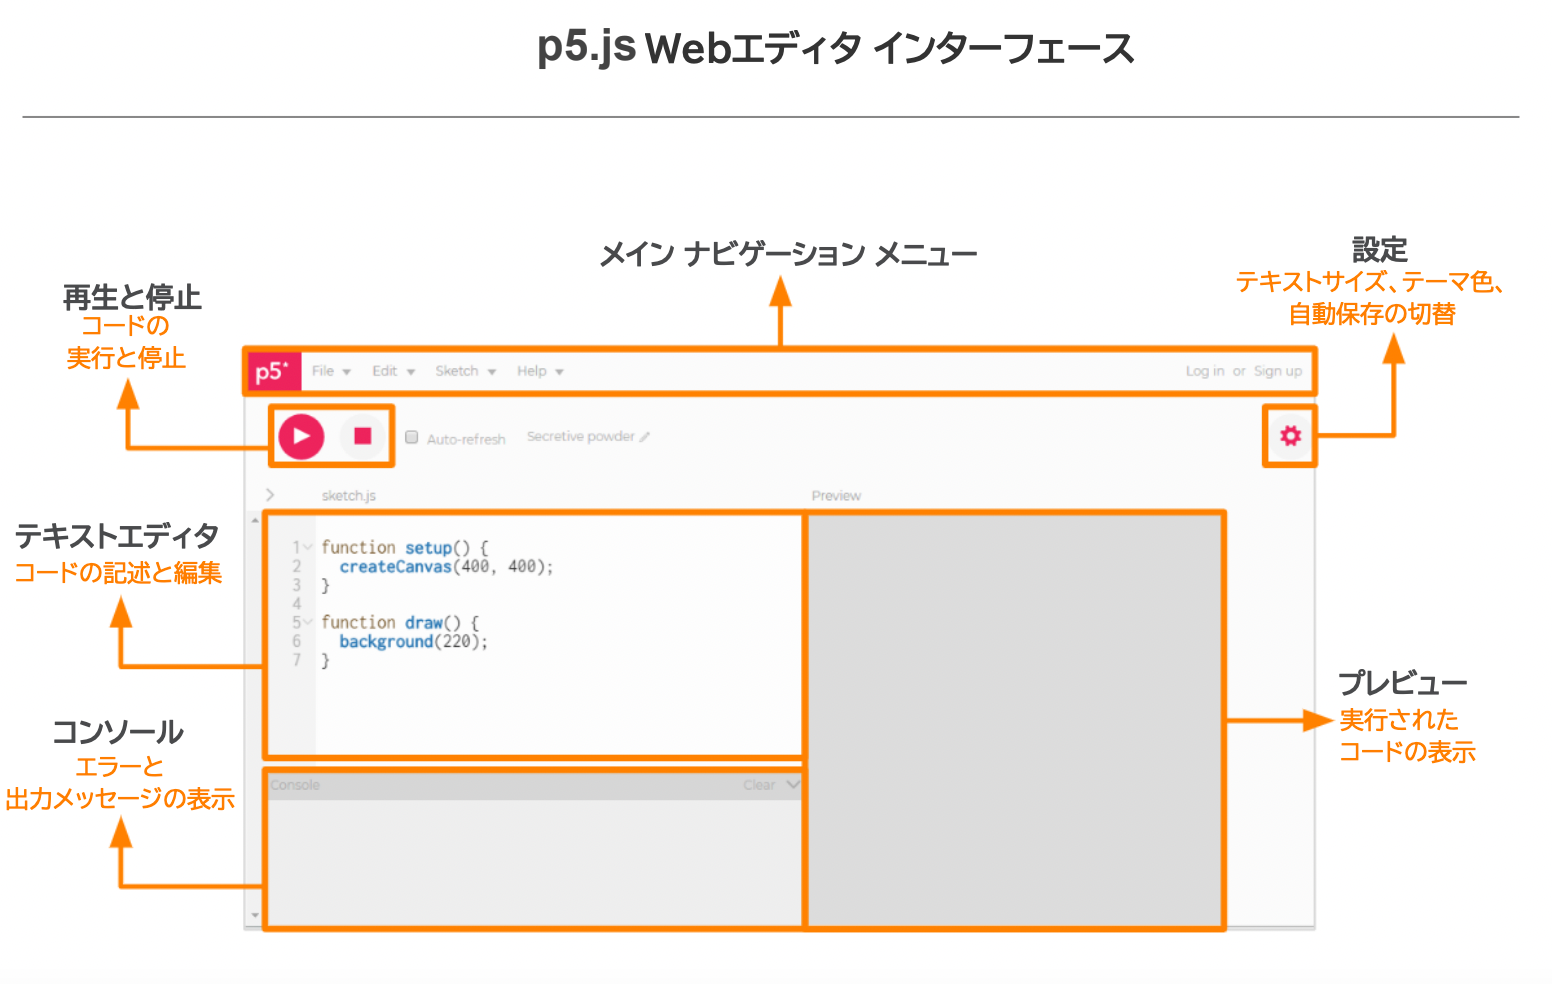 p5.js Webエディタ インターフェース
メイン ナビゲーション メニュー
設定
テキストサイズ、テーマ色、
自動保存の切替
再生と停止
コードの
実行と停止
p5* File Edit Sketch Help Log in or Sign up
Auto-refresh Secretive powder
sketch.js Preview
テキストエディタ
コードの記述と編集
1 function setup() {
2 createCanvas(400, 400);
3 }
4
5 function draw() {
6 background(220);
7 }
プレビュー
実行された
コードの表示
コンソール
エラーと
出力メッセージの表示
Console Clear